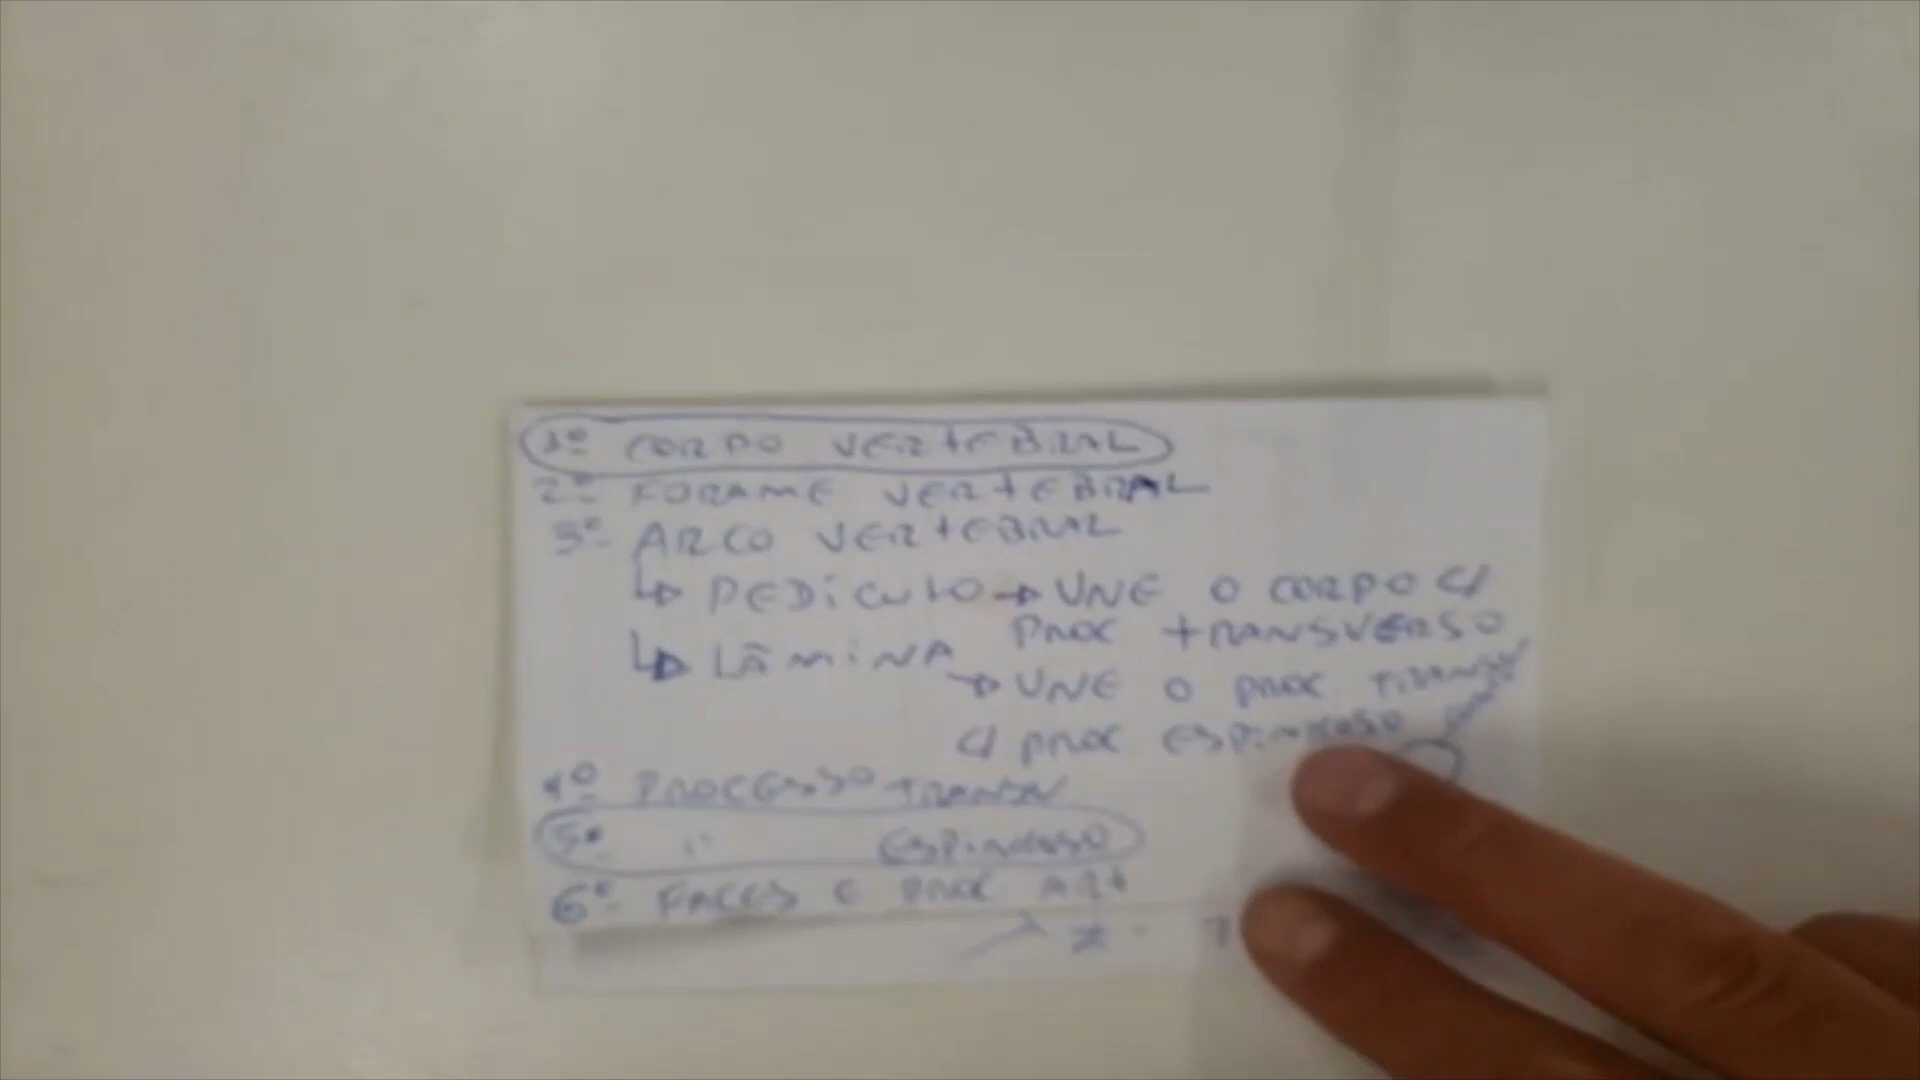 1º CORPO VERTEBRAL
2º FORAME VERTEBRAL
3º ARCO VERTEBRAL
↳ PEDiCULO → UNE O CORPO C/
PROC TRANSVERSO
↳ LÂMiNA
→ UNE O PROC TRANSV
C/ PROC ESPiNHOSO
4º PROCESSO TRANSV
5º " ESPiNHOSO
6º FACES E PROC ART